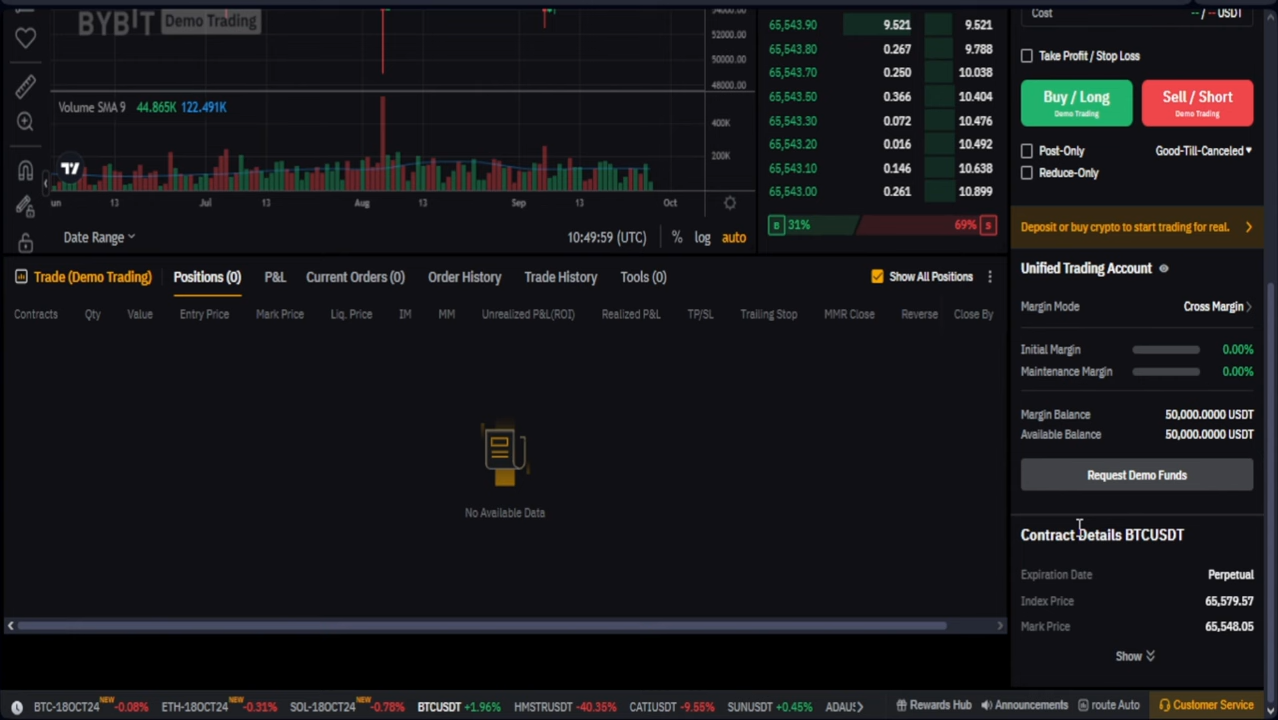 BYBIT Demo Trading
54000.00
52000.00
50000.00
48000.00
Volume SMA 9 44.865K 122.491K
400K
200K
un 13 Jul 13 Aug 13 Sep 13 Oct
Date Range
10:49:59 (UTC) % log auto
65,543.90 9.521 9.521
65,543.80 0.267 9.788
65,543.70 0.250 10.038
65,543.50 0.366 10.404
65,543.30 0.072 10.476
65,543.20 0.016 10.492
65,543.10 0.146 10.638
65,543.00 0.261 10.899
B 31% 69% S
Cost -- / -- USDT
Take Profit / Stop Loss
Buy / Long
Demo Trading
Sell / Short
Demo Trading
Post-Only Good-Till-Canceled
Reduce-Only
Deposit or buy crypto to start trading for real.
Unified Trading Account
Margin Mode Cross Margin
Initial Margin 0.00%
Maintenance Margin 0.00%
Margin Balance 50,000.0000 USDT
Available Balance 50,000.0000 USDT
Request Demo Funds
Contract Details BTCUSDT
Expiration Date Perpetual
Index Price 65,579.57
Mark Price 65,548.05
Show
Trade (Demo Trading) Positions (0) P&L Current Orders (0) Order History Trade History Tools (0) Show All Positions
Contracts Qty Value Entry Price Mark Price Liq. Price IM MM Unrealized P&L(ROI) Realized P&L TP/SL Trailing Stop MMR Close Reverse Close By
No Available Data
BTC-18OCT24 NEW -0.08% ETH-18OCT24 NEW -0.31% SOL-18OCT24 NEW -0.78% BTCUSDT +1.96% HMSTRUSDT -40.35% CATIUSDT -9.55% SUNUSDT +0.45% ADAU
Rewards Hub Announcements route Auto Customer Service